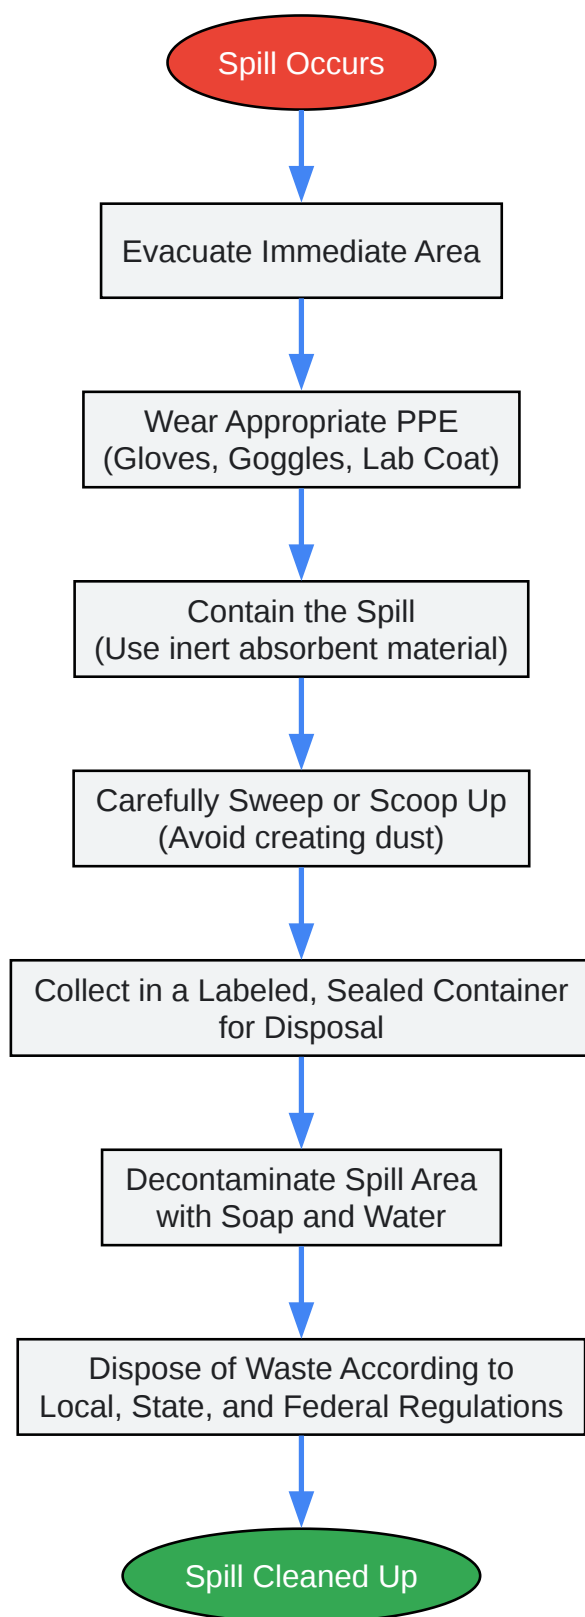 Spill Occurs
Evacuate Immediate Area
Wear Appropriate PPE
(Gloves, Goggles, Lab Coat)
Contain the Spill
(Use inert absorbent material)
Carefully Sweep or Scoop Up
(Avoid creating dust)
Collect in a Labeled, Sealed Container
for Disposal
Decontaminate Spill Area
with Soap and Water
Dispose of Waste According to
Local, State, and Federal Regulations
Spill Cleaned Up